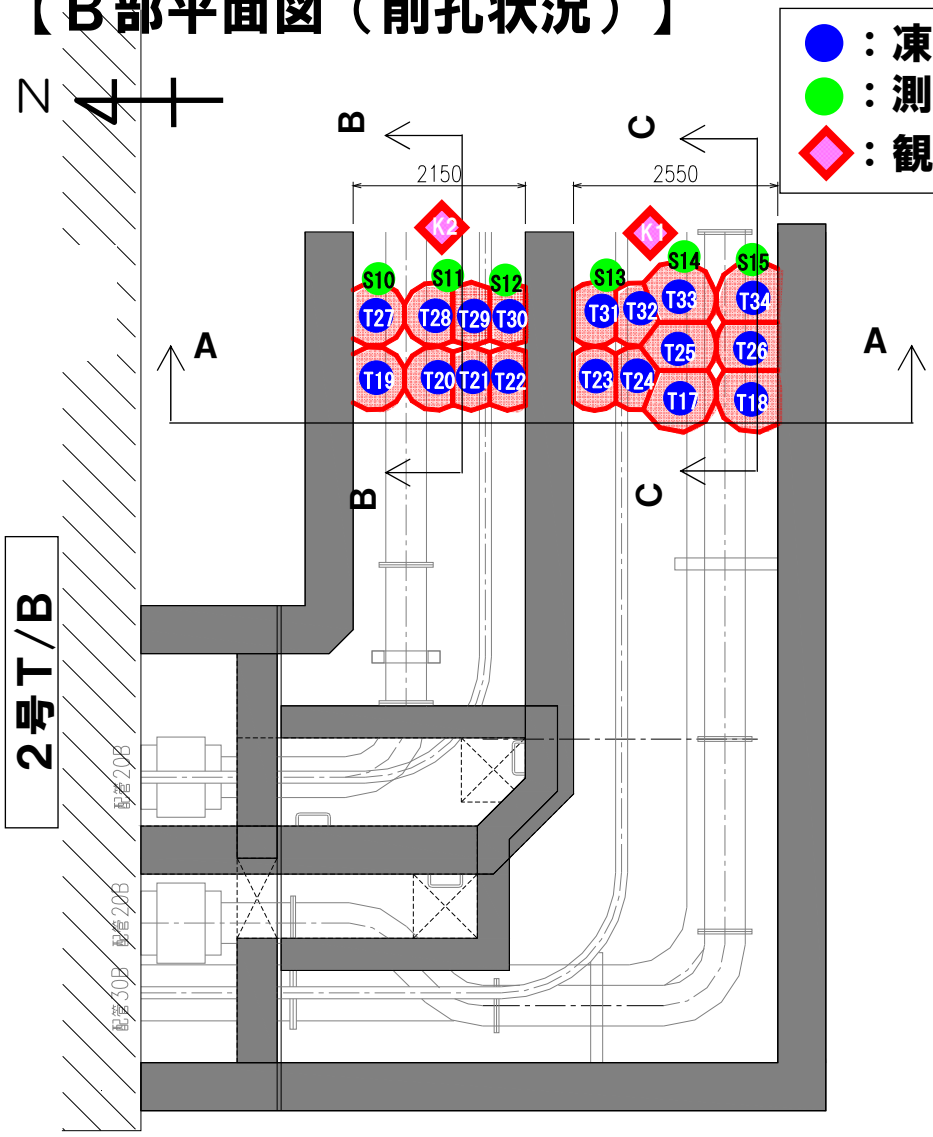 【B部平面図(削孔状況)】
：凍
：測
：観
N
B
C
2150
2550
K2
K1
S10
S11
S12
S13
S14
S15
T27
T28
T29
T30
T31
T32
T33
T34
T19
T20
T21
T22
T23
T24
T25
T26
T17
T18
A
A
B
C
2号T/B
配管20B
配管20B
配管30B